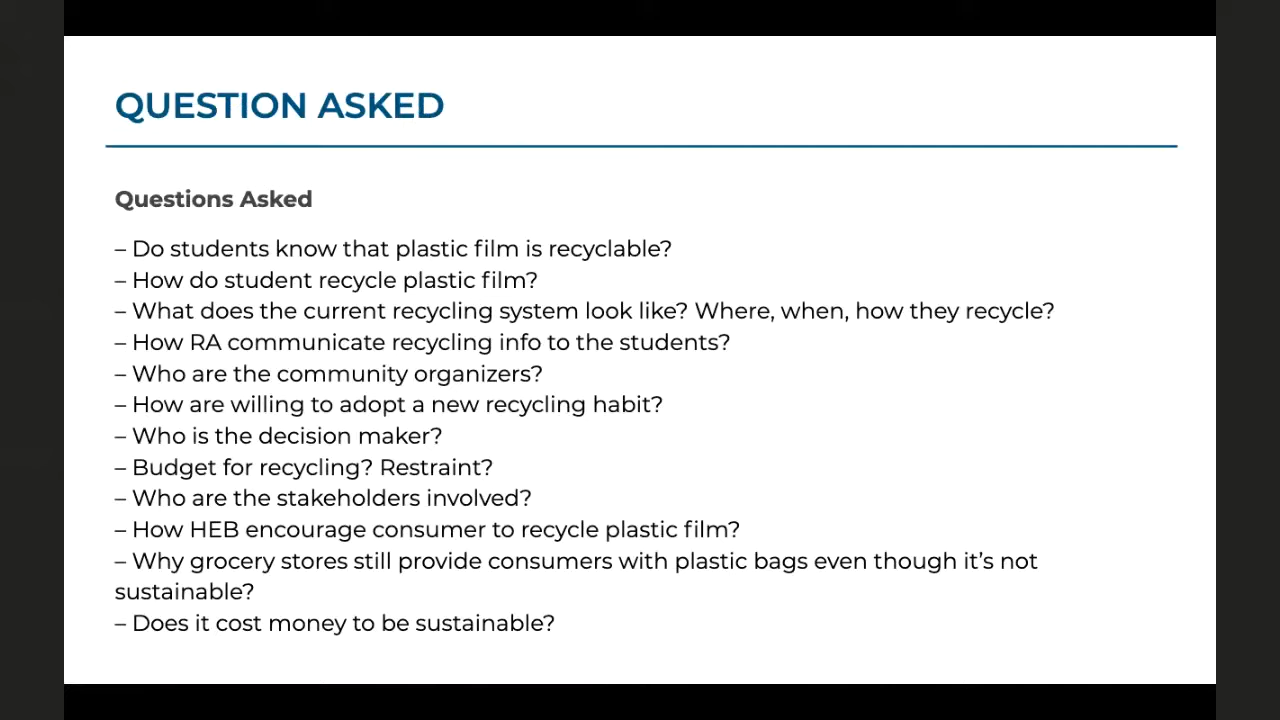 QUESTION ASKED
Questions Asked
– Do students know that plastic film is recyclable?
– How do student recycle plastic film?
– What does the current recycling system look like? Where, when, how they recycle?
– How RA communicate recycling info to the students?
– Who are the community organizers?
– How are willing to adopt a new recycling habit?
– Who is the decision maker?
– Budget for recycling? Restraint?
– Who are the stakeholders involved?
– How HEB encourage consumer to recycle plastic film?
– Why grocery stores still provide consumers with plastic bags even though it’s not
sustainable?
– Does it cost money to be sustainable?